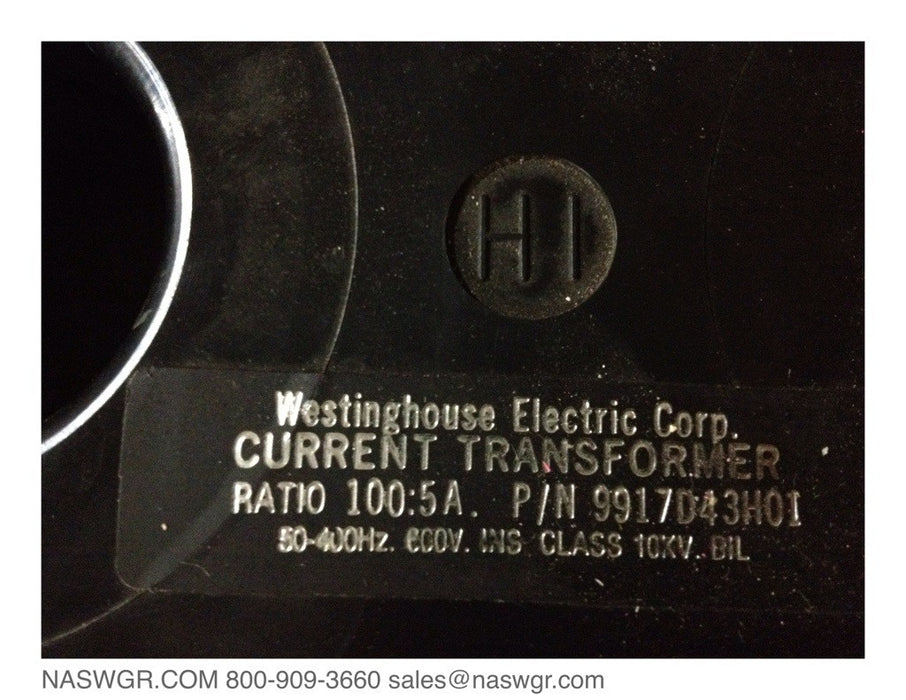 H1
Westinghouse Electric Corp.
CURRENT TRANSFORMER
RATIO 100:5A. P/N 9917D43H01
50-400Hz. 600V. INS CLASS 10KV. BIL
NASWGR.COM 800-909-3660 sales@naswgr.com